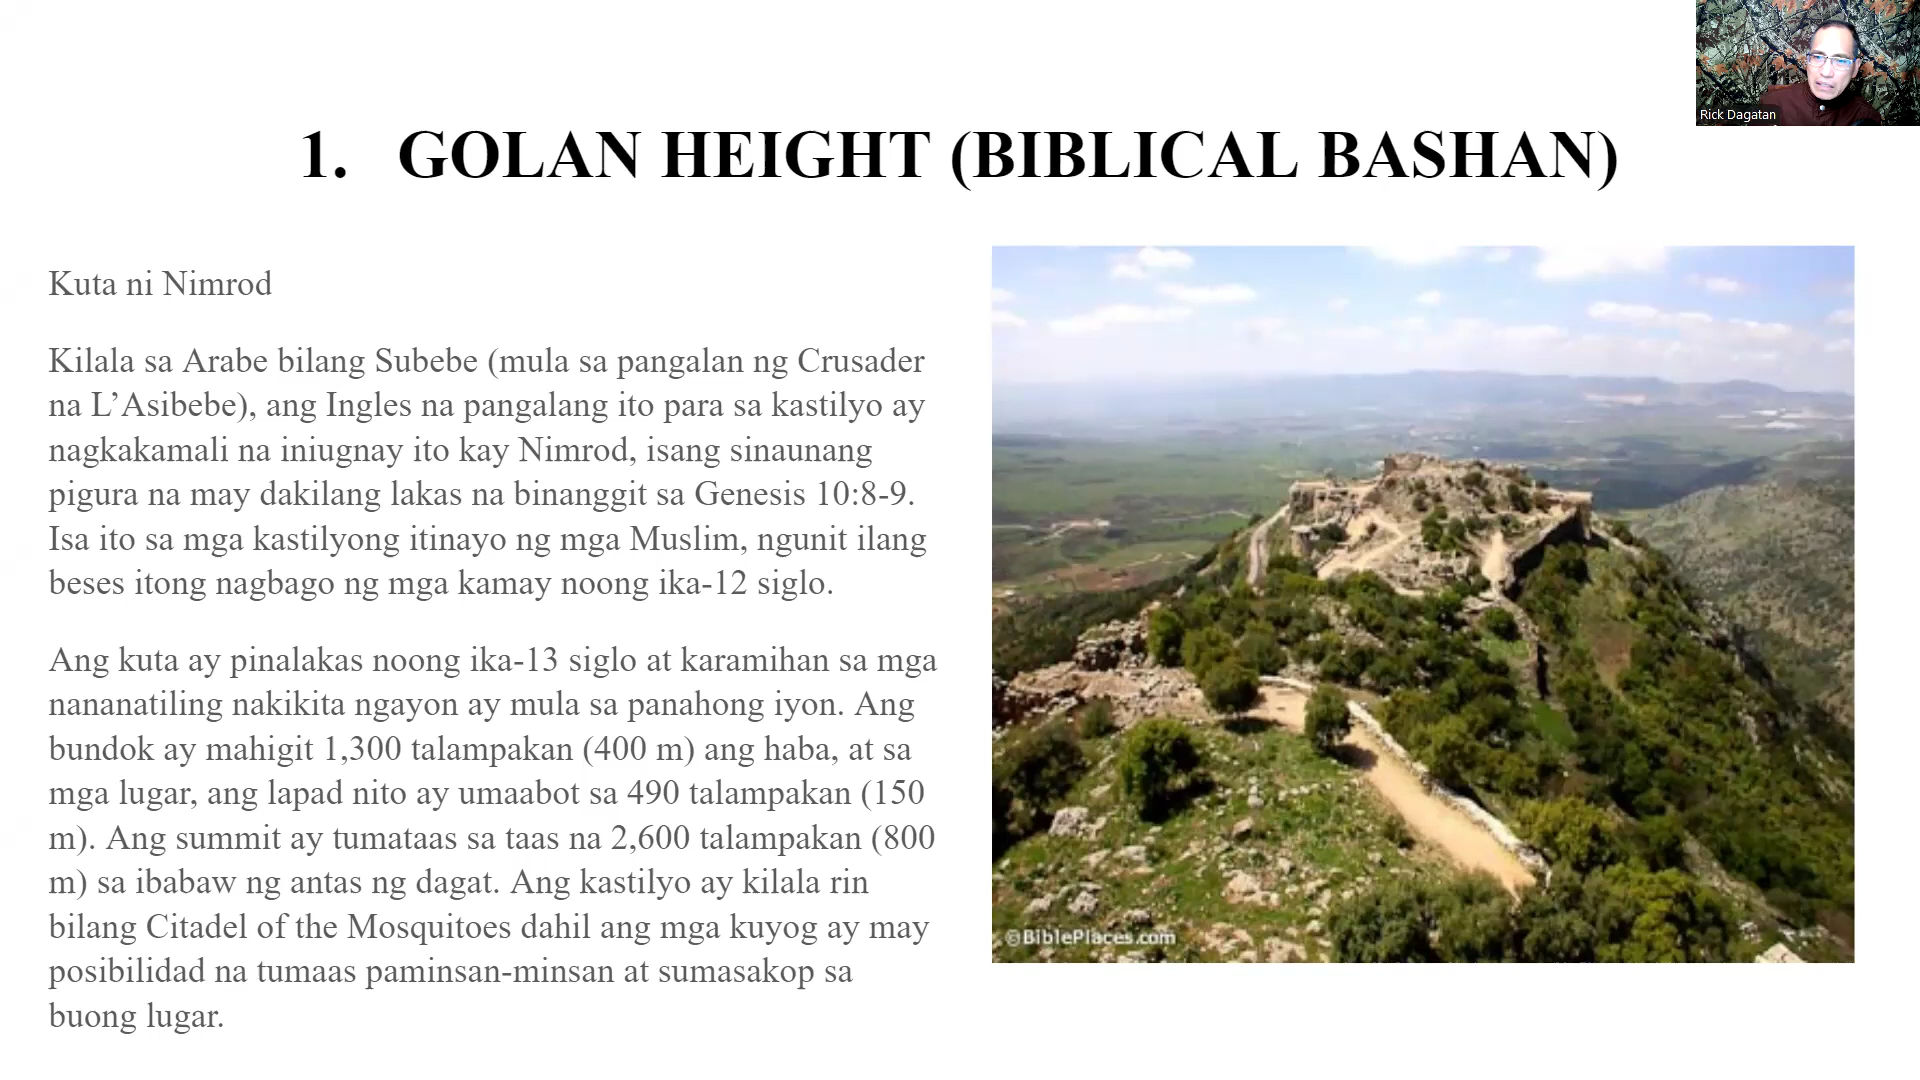 Rick Dagatan
1. GOLAN HEIGHT (BIBLICAL BASHAN)
Kuta ni Nimrod
Kilala sa Arabe bilang Subebe (mula sa pangalan ng Crusader
na L’Asibebe), ang Ingles na pangalang ito para sa kastilyo ay
nagkakamali na iniugnay ito kay Nimrod, isang sinaunang
pigura na may dakilang lakas na binanggit sa Genesis 10:8-9.
Isa ito sa mga kastilyong itinayo ng mga Muslim, ngunit ilang
beses itong nagbago ng mga kamay noong ika-12 siglo.
Ang kuta ay pinalakas noong ika-13 siglo at karamihan sa mga
nananatiling nakikita ngayon ay mula sa panahong iyon. Ang
bundok ay mahigit 1,300 talampakan (400 m) ang haba, at sa
mga lugar, ang lapad nito ay umaabot sa 490 talampakan (150
m). Ang summit ay tumataas sa taas na 2,600 talampakan (800
m) sa ibabaw ng antas ng dagat. Ang kastilyo ay kilala rin
bilang Citadel of the Mosquitoes dahil ang mga kuyog ay may
posibilidad na tumaas paminsan-minsan at sumasakop sa
buong lugar.
©BiblePlaces.com